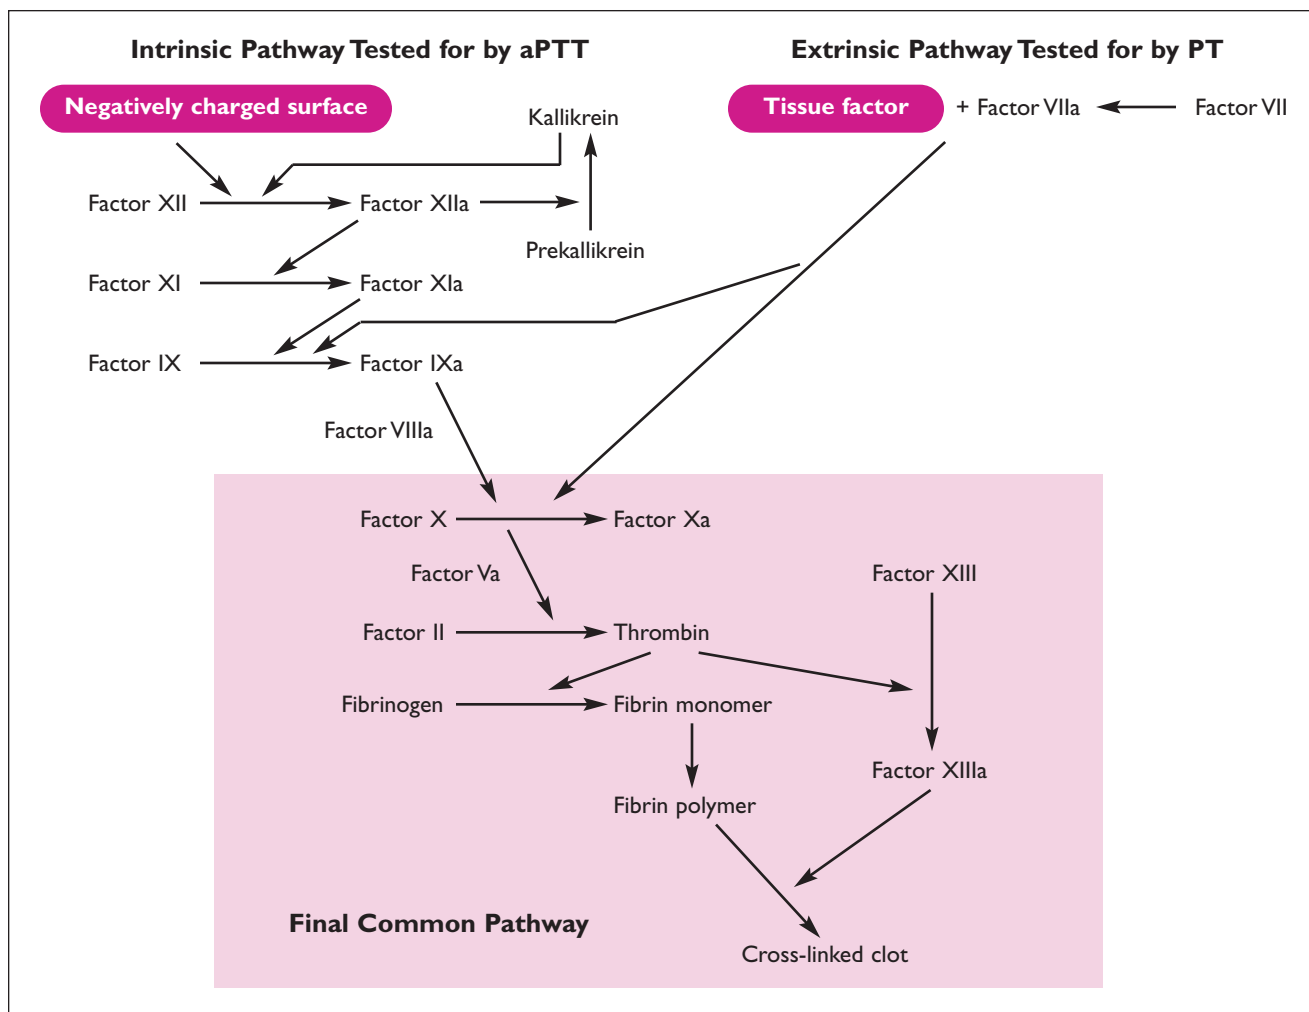 Intrinsic Pathway Tested for by aPTT
Extrinsic Pathway Tested for by PT
Negatively charged surface
Kallikrein
Tissue factor
+ Factor VIIa
Factor VII
Factor XII
Factor XIIa
Prekallikrein
Factor XI
Factor XIa
Factor IX
Factor IXa
Factor VIIIa
Factor X
Factor Xa
Factor Va
Factor XIII
Factor II
Thrombin
Fibrinogen
Fibrin monomer
Factor XIIIa
Fibrin polymer
Final Common Pathway
Cross-linked clot